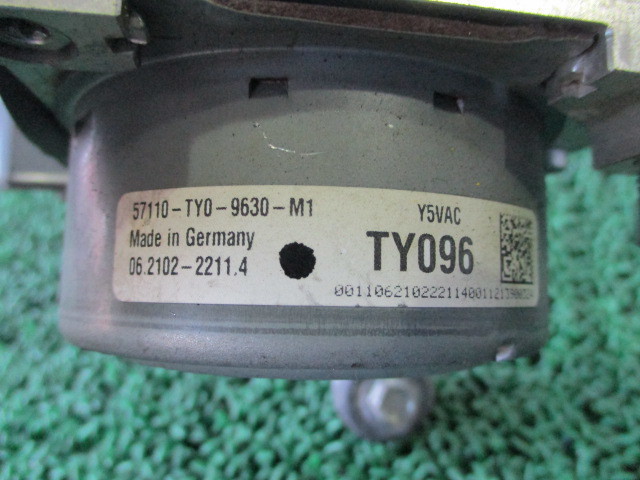 57110-TY0-9630-M1
Y5VAC
Made in Germany
TY096
06.2102-2211.4